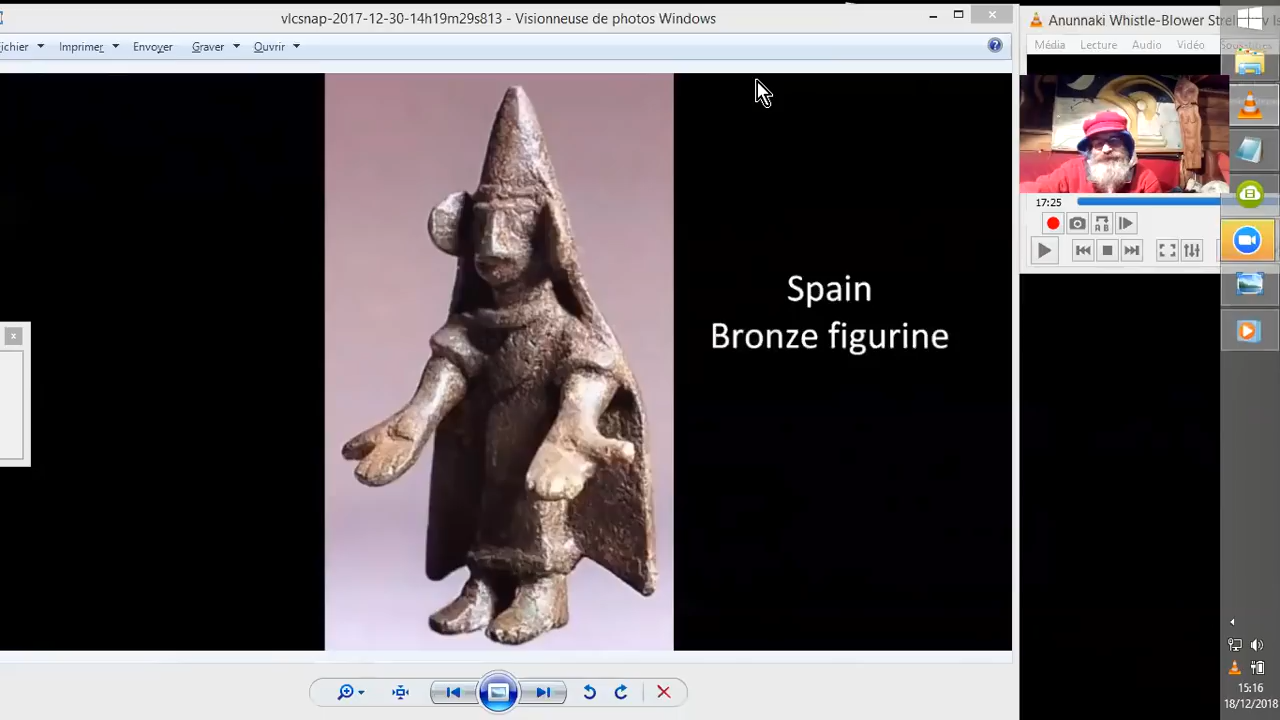 vlcsnap-2017-12-30-14h19m29s813 - Visionneuse de photos Windows
ichier Imprimer Envoyer Graver Ouvrir
Anunnaki Whistle-Blower
Média Lecture Audio Vidéo
17:25
Spain
Bronze figurine
15:16
18/12/2018